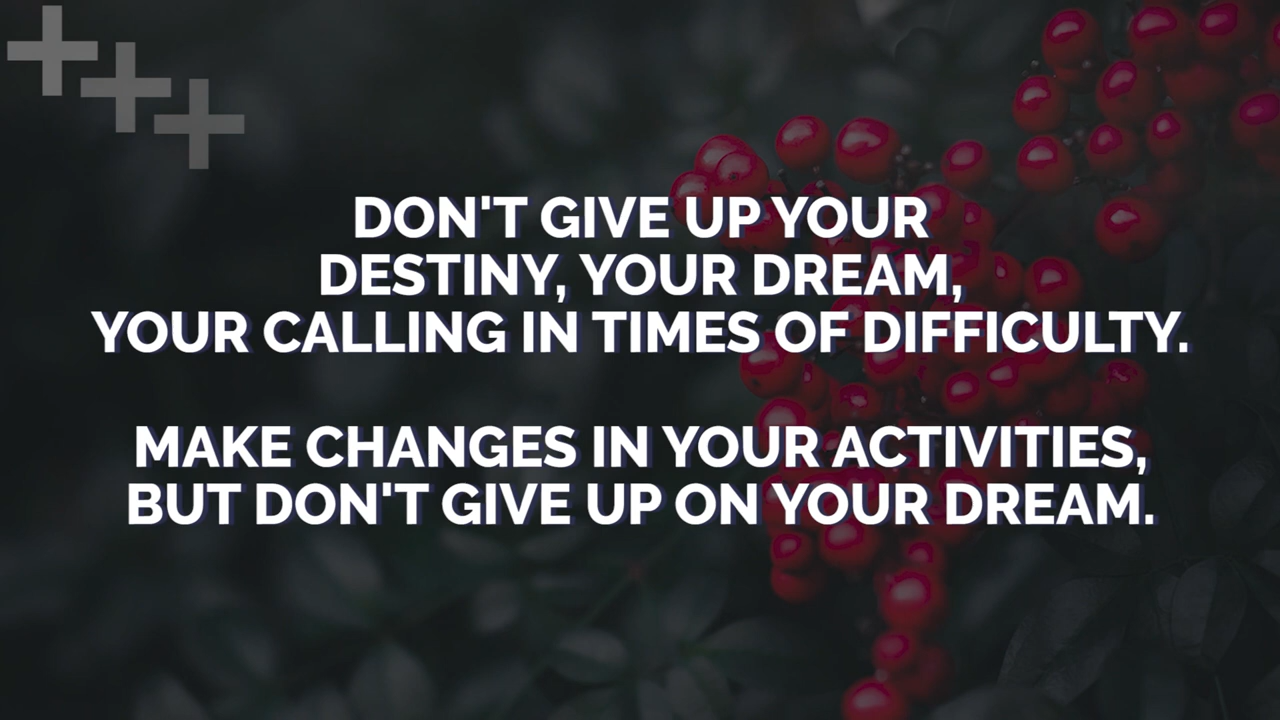 DON'T GIVE UP YOUR
DESTINY, YOUR DREAM,
YOUR CALLING IN TIMES OF DIFFICULTY.
MAKE CHANGES IN YOUR ACTIVITIES,
BUT DON'T GIVE UP ON YOUR DREAM.